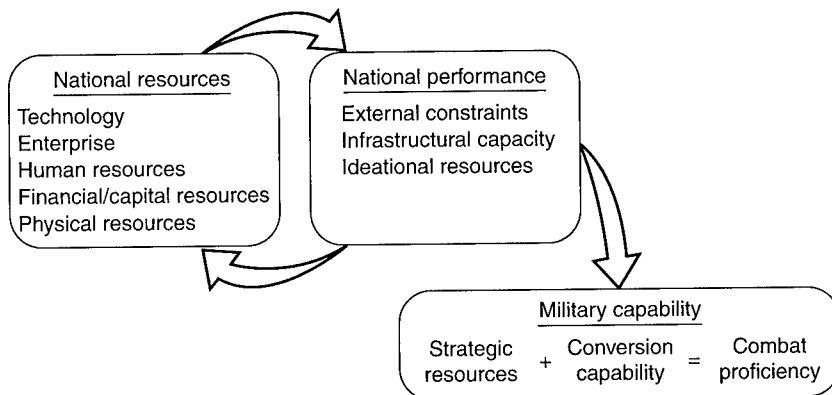 National resources
Technology
Enterprise
Human resources
Financial/capital resources
Physical resources
National performance
External constraints
Infrastructural capacity
Ideational resources
Military capability
Strategic resources + Conversion capability = Combat proficiency